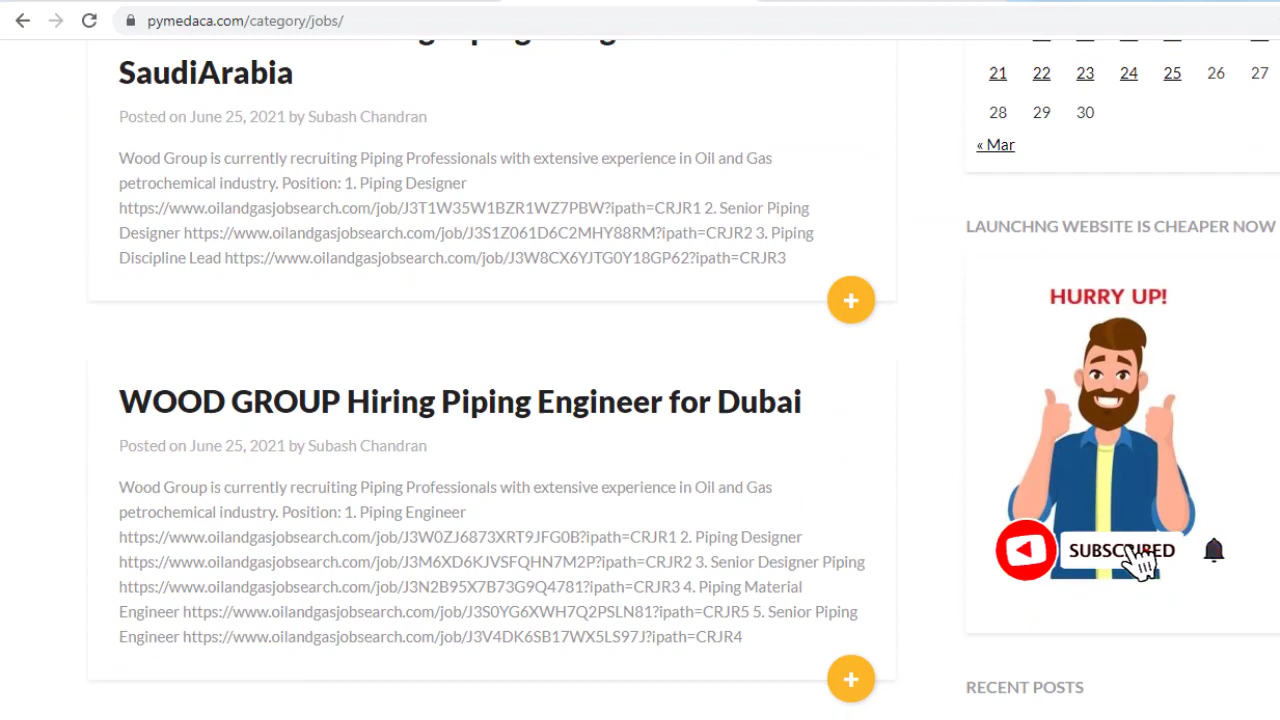 pymedaca.com/category/jobs/
SaudiArabia
Posted on June 25, 2021 by Subash Chandran
Wood Group is currently recruiting Piping Professionals with extensive experience in Oil and Gas
petrochemical industry. Position: 1. Piping Designer
https://www.oilandgasjobsearch.com/job/J3T1W35W1BZR1WZ7PBW?ipath=CRJR1 2. Senior Piping
Designer https://www.oilandgasjobsearch.com/job/J3S1Z061D6C2MHY88RM?ipath=CRJR2 3. Piping
Discipline Lead https://www.oilandgasjobsearch.com/job/J3W8CX6YJTG0Y18GP62?ipath=CRJR3
+
WOOD GROUP Hiring Piping Engineer for Dubai
Posted on June 25, 2021 by Subash Chandran
Wood Group is currently recruiting Piping Professionals with extensive experience in Oil and Gas
petrochemical industry. Position: 1. Piping Engineer
https://www.oilandgasjobsearch.com/job/J3W0ZJ6873XRT9JFG0B?ipath=CRJR1 2. Piping Designer
https://www.oilandgasjobsearch.com/job/J3M6XD6KJVSFQHN7M2P?ipath=CRJR2 3. Senior Designer Piping
https://www.oilandgasjobsearch.com/job/J3N2B95X7B73G9Q4781?ipath=CRJR3 4. Piping Material
Engineer https://www.oilandgasjobsearch.com/job/J3S0YG6XWH7Q2PSLN81?ipath=CRJR5 5. Senior Piping
Engineer https://www.oilandgasjobsearch.com/job/J3V4DK6SB17WX5LS97J?ipath=CRJR4
+
21 22 23 24 25 26 27
28 29 30
« Mar
LAUNCHNG WEBSITE IS CHEAPER NOW
HURRY UP!
SUBSCRIBED
RECENT POSTS